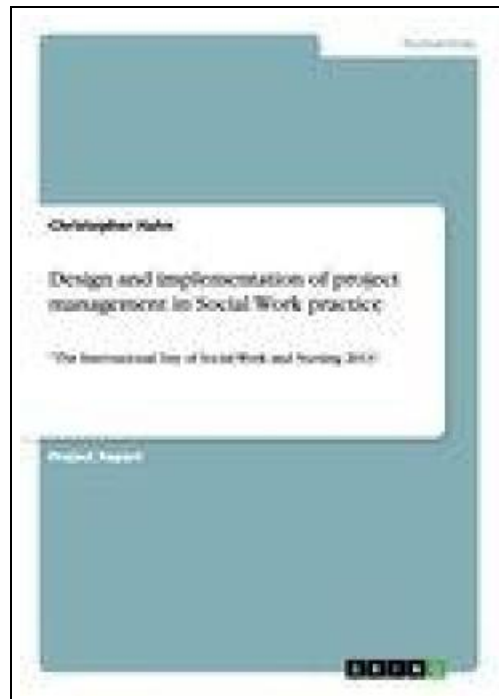 Christopher Hahn
Design and implementation of project
management in Social Work practice
"The International Day of Social Work and Nursing
Project Report
GRIN